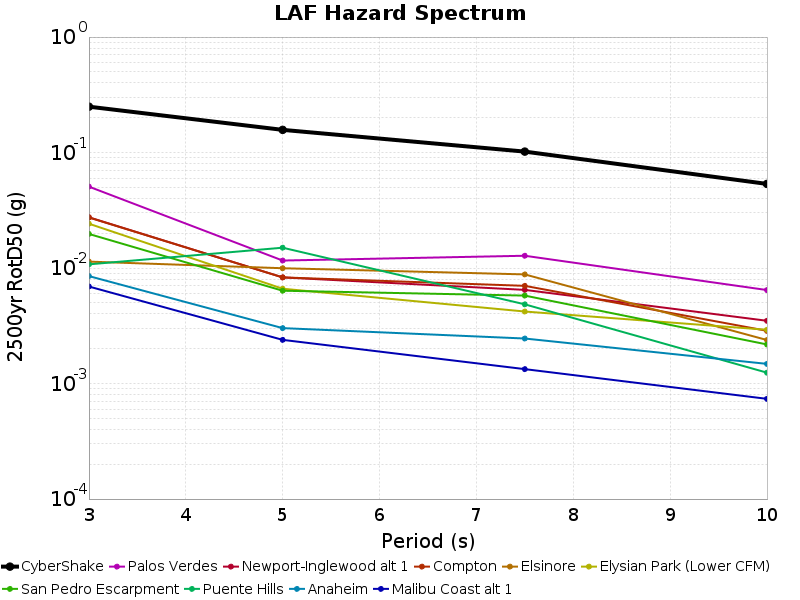 LAF Hazard Spectrum
2500yr RotD50 (g)
10^0
10^-1
10^-2
10^-3
10^-4
3 4 5 6 7 8 9 10
Period (s)
CyberShake Palos Verdes Newport-Inglewood alt 1 Compton Elsinore Elysian Park (Lower CFM)
San Pedro Escarpment Puente Hills Anaheim Malibu Coast alt 1